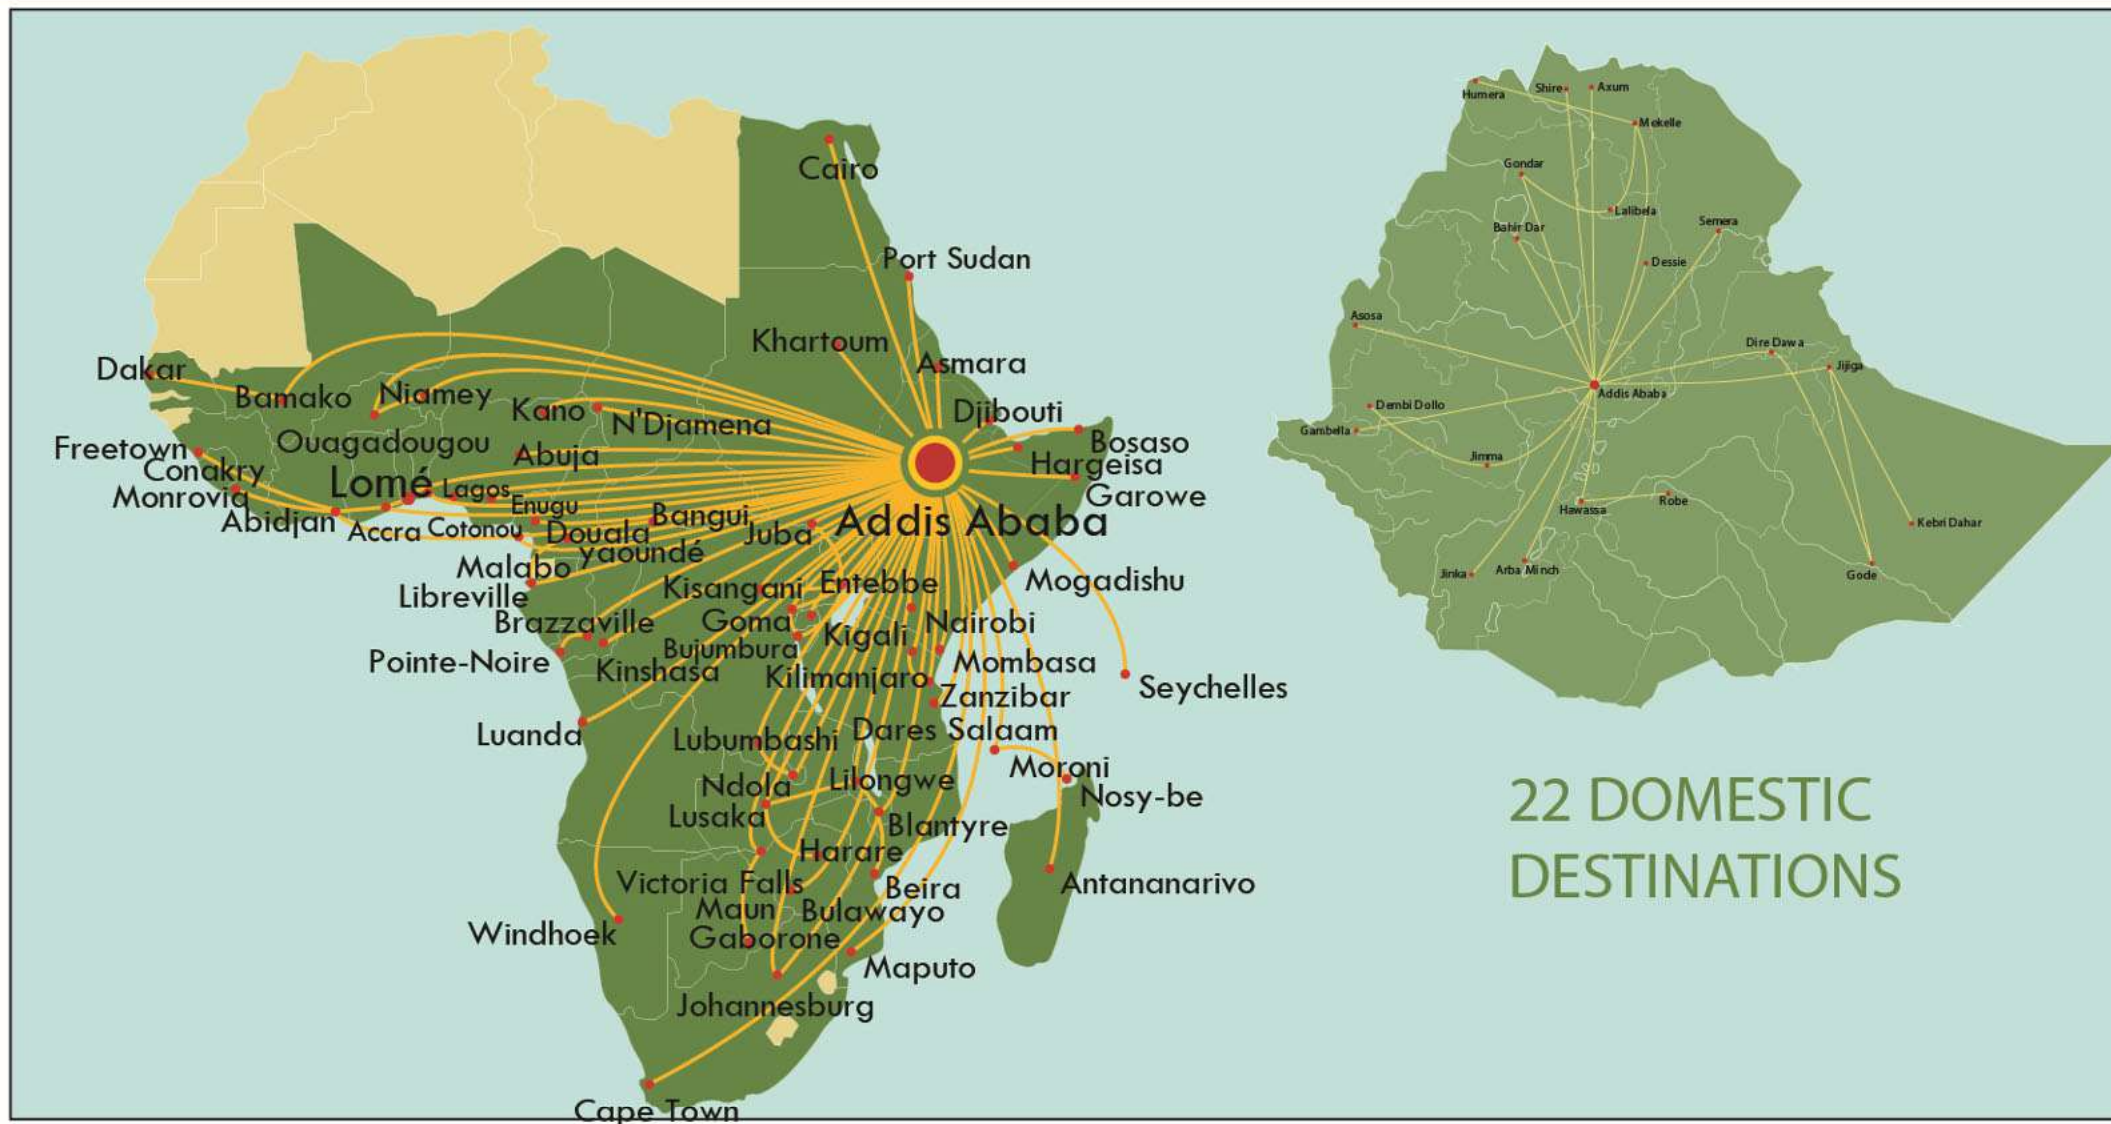 Cairo
Port Sudan
Khartoum
Asmara
Dakar
Bamako
Niamey
Kano
N'Djamena
Djibouti
Bosaso
Ouagadougou
Freetown
Conakry
Abuja
Hargeisa
Lomé
Lagos
Garowe
Monrovia
Enugu
Abidjan
Accra
Cotonou
Douala
Bangui
Juba
Addis Ababa
yaoundé
Malabo
Kisangani
Entebbe
Mogadishu
Libreville
Brazzaville
Goma
Kigali
Nairobi
Pointe-Noire
Kinshasa
Bujumbura
Mombasa
Kilimanjaro
Zanzibar
Seychelles
Luanda
Lubumbashi
Dares Salaam
Moroni
Ndola
Lilongwe
Nosy-be
Lusaka
Blantyre
Harare
Victoria Falls
Beira
Antananarivo
Maun
Bulawayo
Windhoek
Gaborone
Maputo
Johannesburg
Cape Town
Humera
Shire
Axum
Mekelle
Gondar
Lalibela
Bahir Dar
Semera
Dessie
Asosa
Dire Dawa
Jijiga
Addis Ababa
Dembi Dollo
Gambella
Jimma
Hawassa
Robe
Kebri Dahar
Jinka
Arba Minch
Gode
22 DOMESTIC
DESTINATIONS